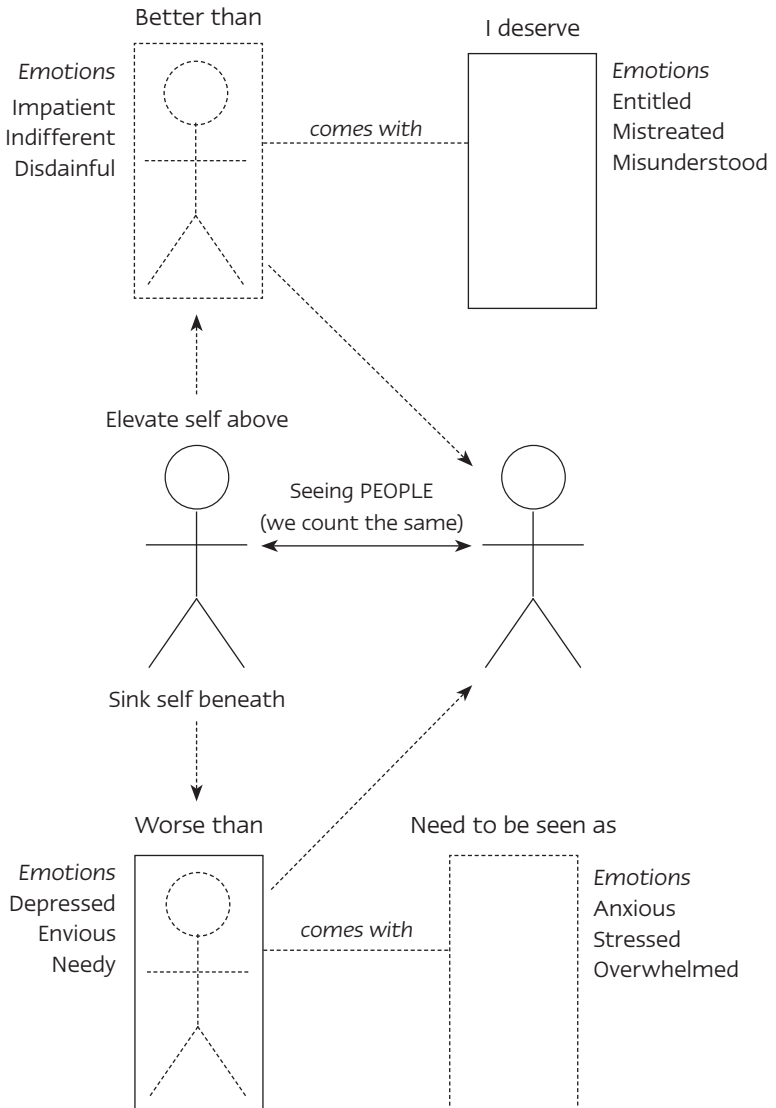 Better than
I deserve
Emotions
Impatient
Indifferent
Disdainful
comes with
Emotions
Entitled
Mistreated
Misunderstood
Elevate self above
Seeing PEOPLE
(we count the same)
Sink self beneath
Worse than
Need to be seen as
Emotions
Depressed
Envious
Needy
comes with
Emotions
Anxious
Stressed
Overwhelmed